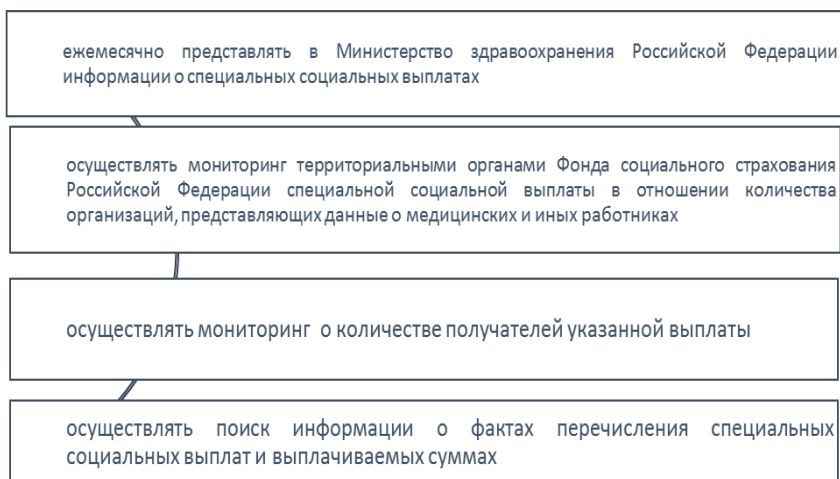 ежемесячно представлять в Министерство здравоохранения Российской Федерации
информации о специальных социальных выплатах
осуществлять мониторинг территориальными органами Фонда социального страхования
Российской Федерации специальной социальной выплаты в отношении количества
организаций, представляющих данные о медицинских и иных работниках
осуществлять мониторинг о количестве получателей указанной выплаты
осуществлять поиск информации о фактах перечисления специальных
социальных выплат и выплачиваемых суммах